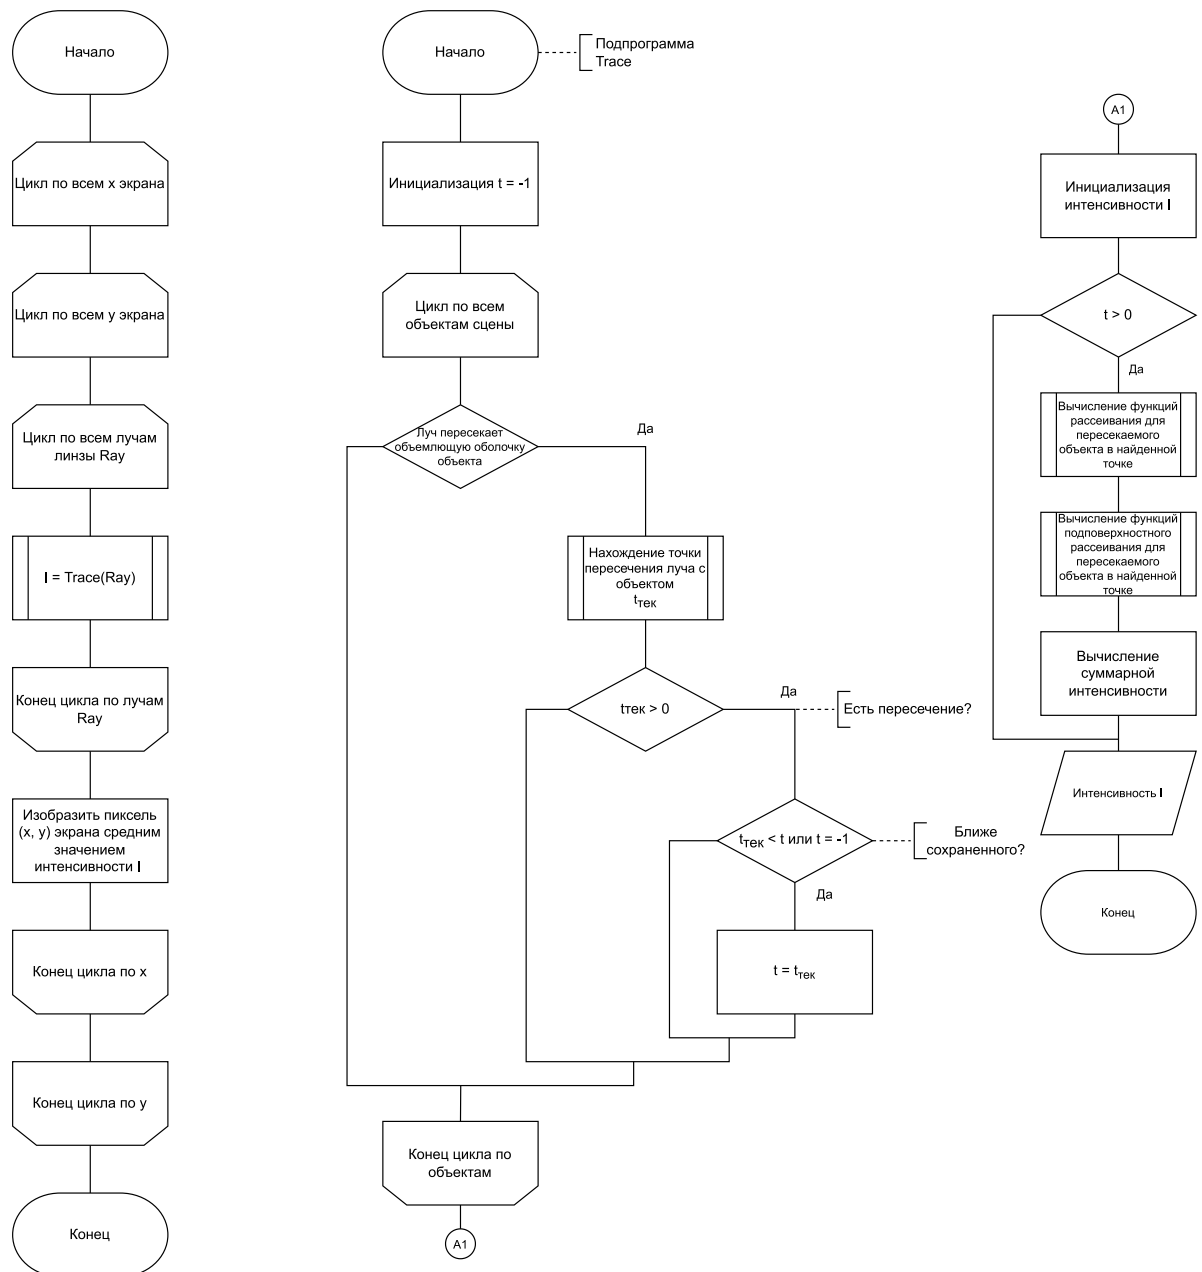 Начало
Цикл по всем x экрана
Цикл по всем y экрана
Цикл по всем лучам
линзы Ray
I = Trace(Ray)
Конец цикла по лучам
Ray
Изобразить пиксель
(x, y) экрана средним
значением
интенсивности I
Конец цикла по x
Конец цикла по y
Конец
Начало
Подпрограмма
Trace
Инициализация t = -1
Цикл по всем
объектам сцены
Луч пересекает
объемлющую оболочку
объекта
Да
Нахождение точки
пересечения луча с
объектом
tтек
tтек > 0
Да
Есть пересечение?
tтек < t или t = -1
Ближе
сохраненного?
Да
t = tтек
Конец цикла по
объектам
A1
A1
Инициализация
интенсивности I
t > 0
Да
Вычисление функций
рассеивания для
пересекаемого
объекта в найденной
точке
Вычисление функций
подповерхностного
рассеивания для
пересекаемого
объекта в найденной
точке
Вычисление
суммарной
интенсивности
Интенсивность I
Конец